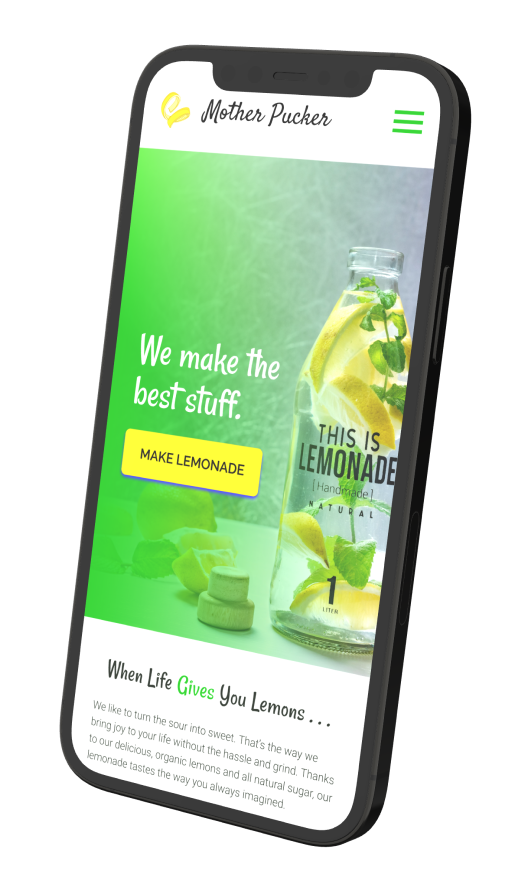 Mother Pucker
We make the
best stuff.
MAKE LEMONADE
THIS IS
LEMONADE
[Handmade]
NATURAL
1
LITER
When Life Gives You Lemons . . .
We like to turn the sour into sweet. That's the way we
bring joy to your life without the hassle and grind. Thanks
to our delicious, organic lemons and all natural sugar, our
lemonade tastes the way you always imagined.